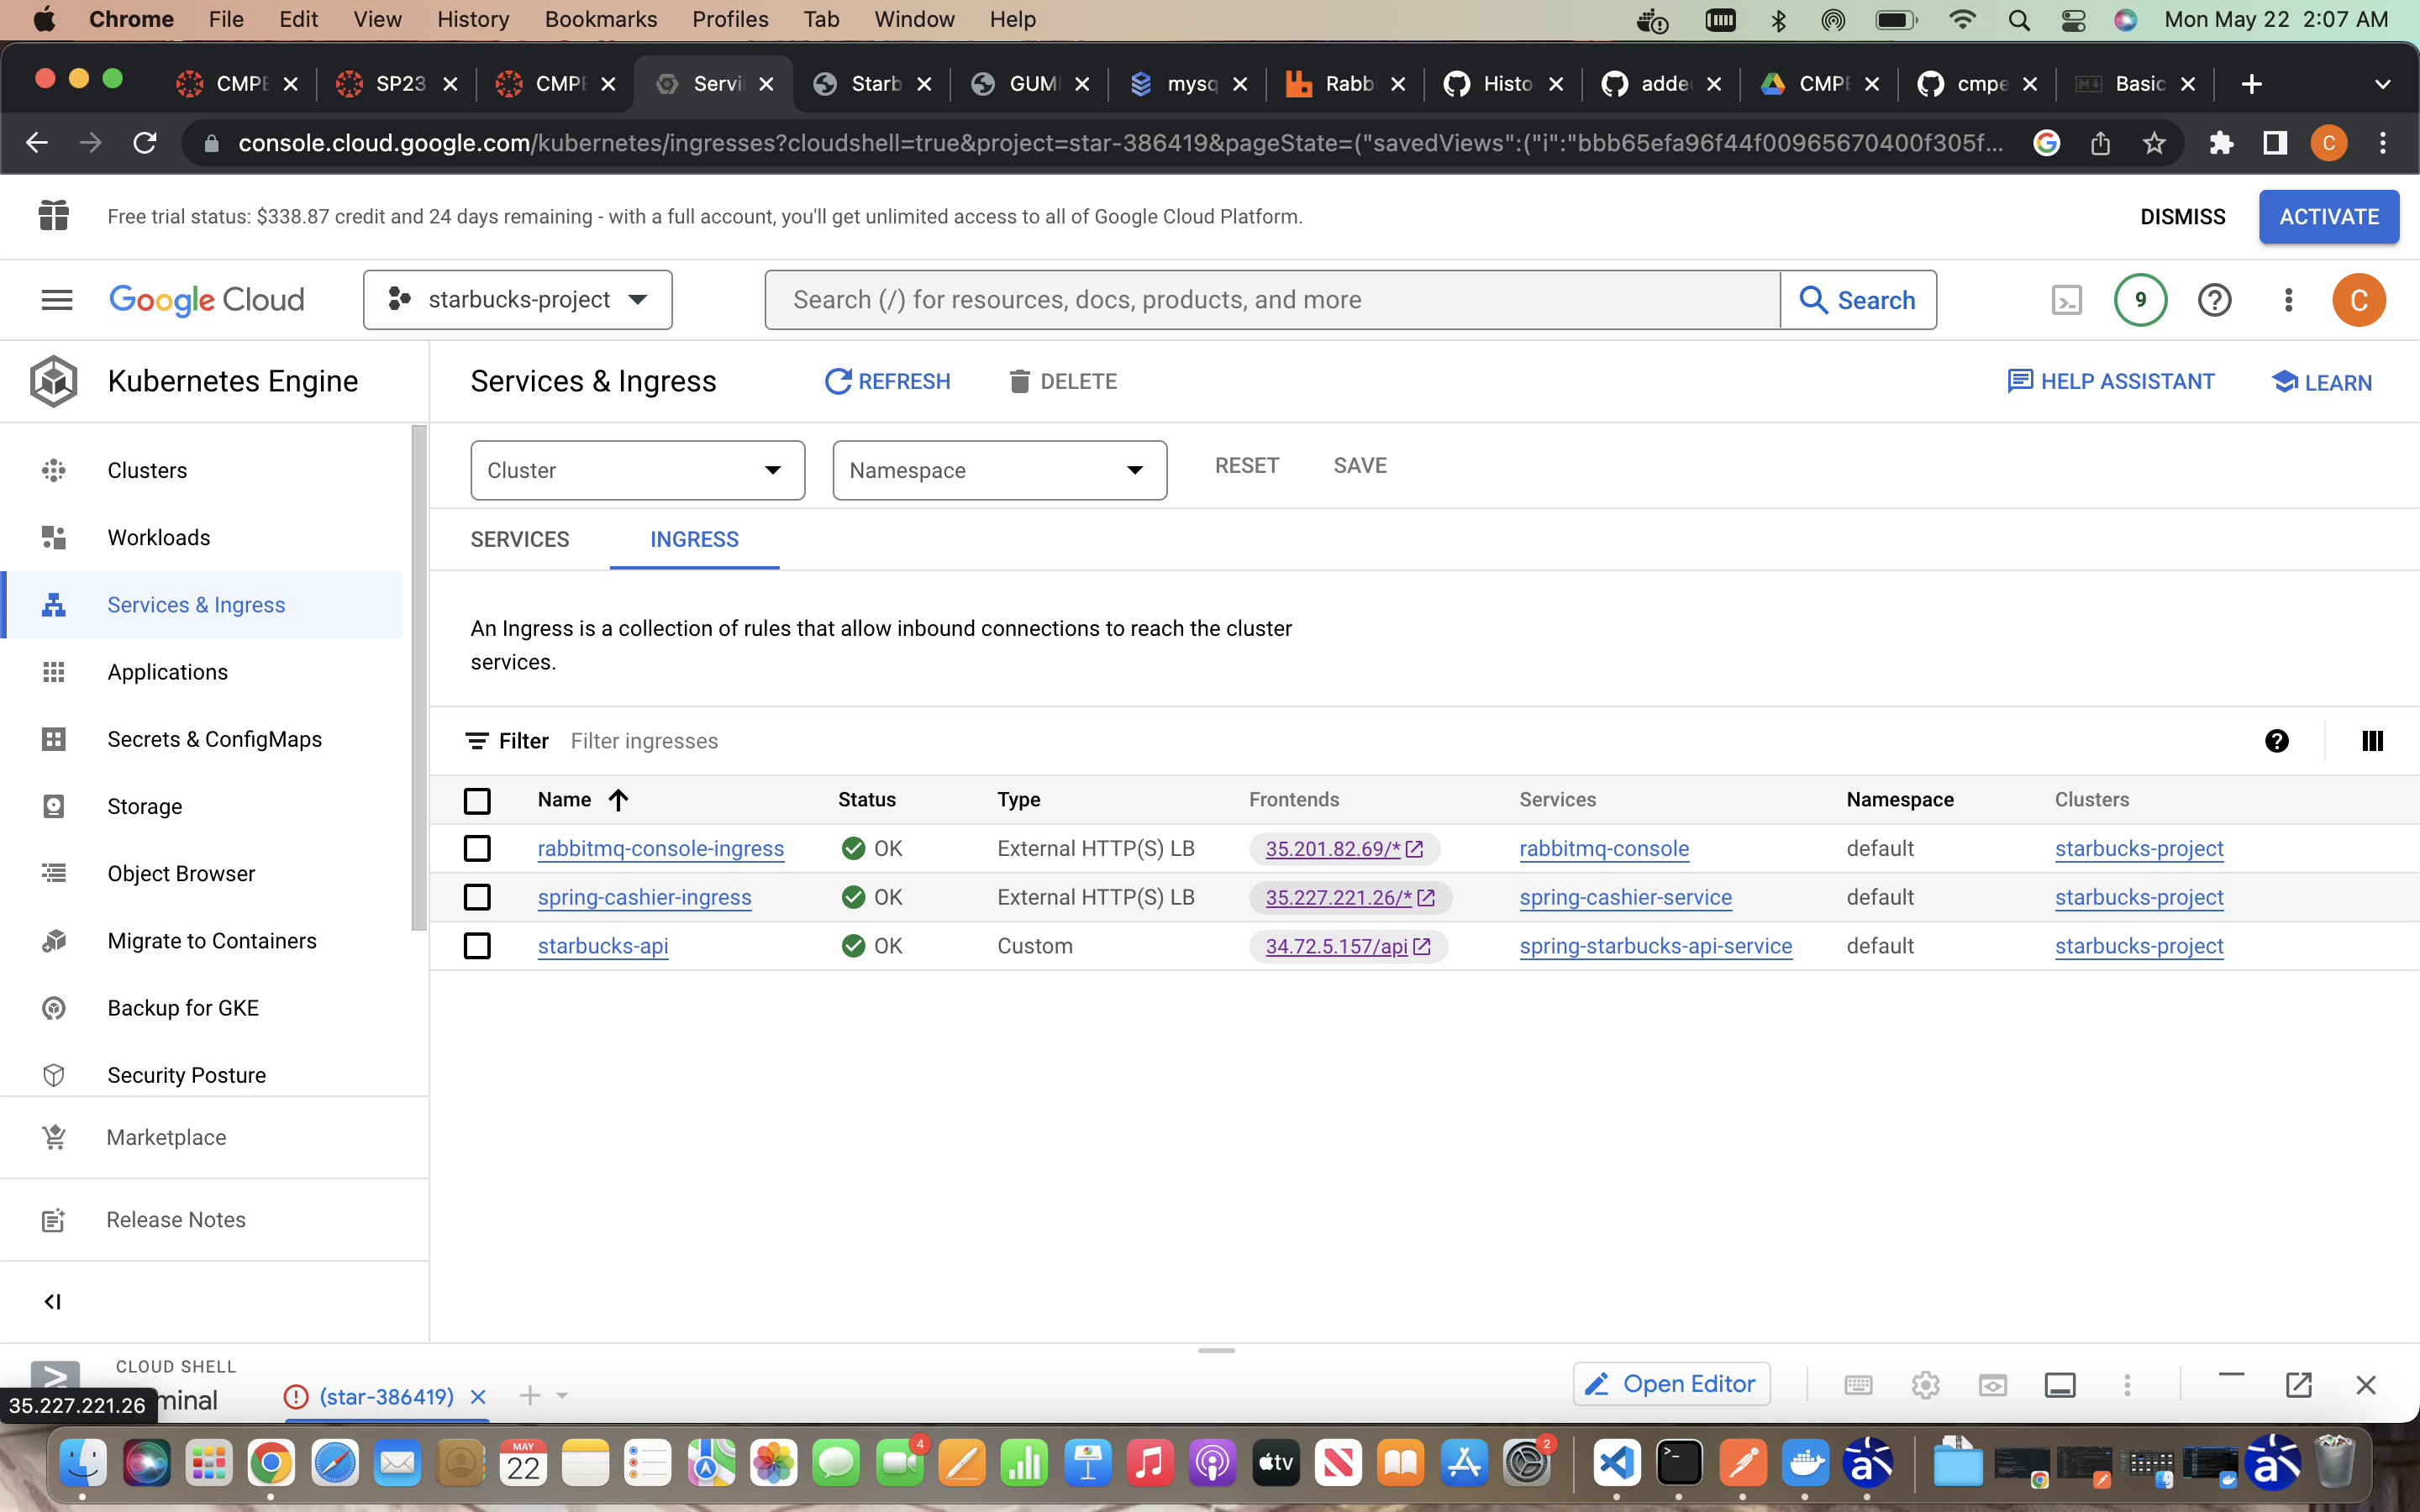 Chrome File Edit View History Bookmarks Profiles Tab Window Help Mon May 22 2:07 AM
CMPE SP23 CMPE Servi Starb GUMI mysq Rabbi Histo added CMPE cmpe Basic
console.cloud.google.com/kubernetes/ingresses?cloudshell=true&project=star-386419&pageState=("savedViews":("i":"bbb65efa96f44f00965670400f305f... C
Free trial status: $338.87 credit and 24 days remaining - with a full account, you'll get unlimited access to all of Google Cloud Platform. DISMISS ACTIVATE
Google Cloud starbucks-project Search (/) for resources, docs, products, and more Search 9 C
Kubernetes Engine Services & Ingress REFRESH DELETE HELP ASSISTANT LEARN
Clusters
Workloads
Services & Ingress
Applications
Secrets & ConfigMaps
Storage
Object Browser
Migrate to Containers
Backup for GKE
Security Posture
Marketplace
Release Notes
Cluster Namespace RESET SAVE
SERVICES INGRESS
An Ingress is a collection of rules that allow inbound connections to reach the cluster
services.
Filter Filter ingresses
Name Status Type Frontends Services Namespace Clusters
rabbitmq-console-ingress OK External HTTP(S) LB 35.201.82.69/* rabbitmq-console default starbucks-project
spring-cashier-ingress OK External HTTP(S) LB 35.227.221.26/* spring-cashier-service default starbucks-project
starbucks-api OK Custom 34.72.5.157/api spring-starbucks-api-service default starbucks-project
CLOUD SHELL
minal (star-386419) Open Editor
35.227.221.26
4 MAY 22 tv 2